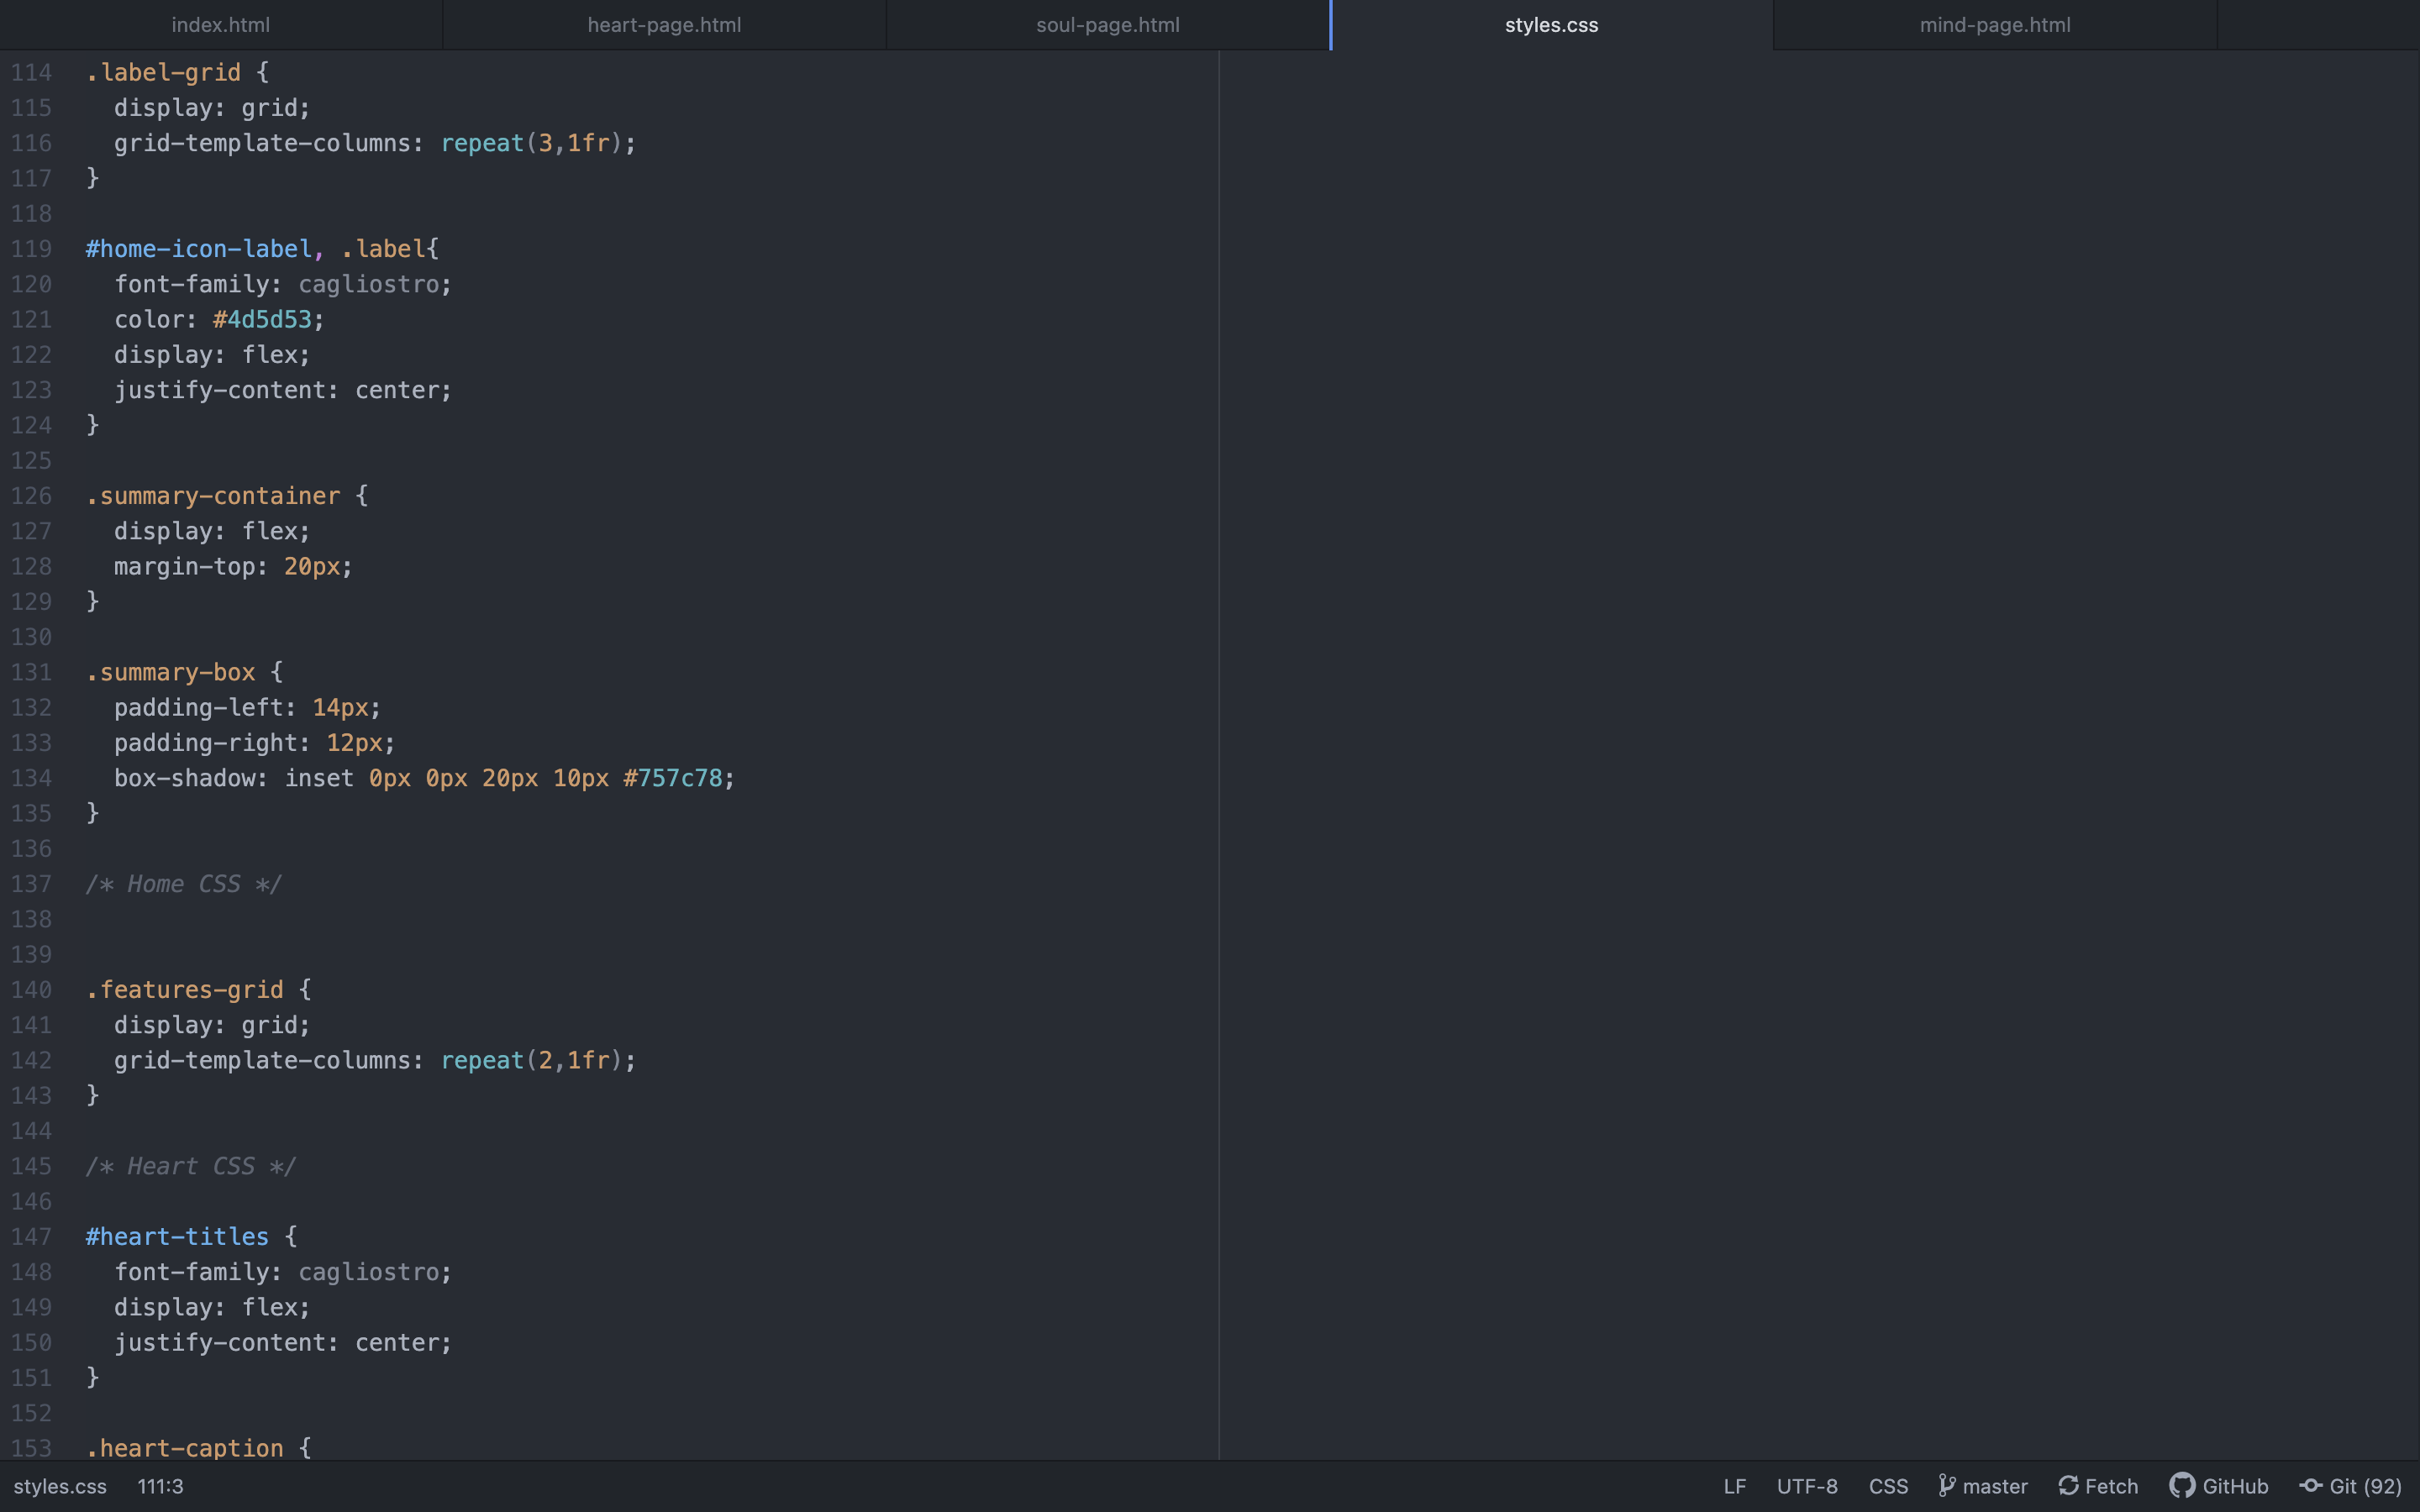 index.html heart-page.html soul-page.html styles.css mind-page.html
114 .label-grid {
115   display: grid;
116   grid-template-columns: repeat(3,1fr);
117 }
118
119 #home-icon-label, .label{
120   font-family: cagliostro;
121   color: #4d5d53;
122   display: flex;
123   justify-content: center;
124 }
125
126 .summary-container {
127   display: flex;
128   margin-top: 20px;
129 }
130
131 .summary-box {
132   padding-left: 14px;
133   padding-right: 12px;
134   box-shadow: inset 0px 0px 20px 10px #757c78;
135 }
136
137 /* Home CSS */
138
139
140 .features-grid {
141   display: grid;
142   grid-template-columns: repeat(2,1fr);
143 }
144
145 /* Heart CSS */
146
147 #heart-titles {
148   font-family: cagliostro;
149   display: flex;
150   justify-content: center;
151 }
152
153 .heart-caption {
styles.css 111:3 LF UTF-8 CSS master Fetch GitHub Git (92)